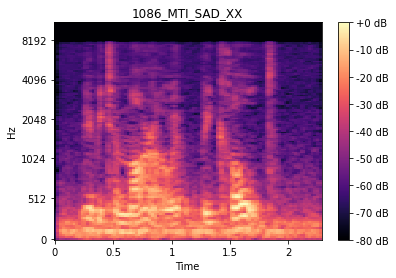 1086_MTI_SAD_XX
+0 dB
8192
-10 dB
4096
-20 dB
-30 dB
2048
Hz
-40 dB
1024
-50 dB
512
-60 dB
-70 dB
0
-80 dB
0 0.5 1 1.5 2
Time